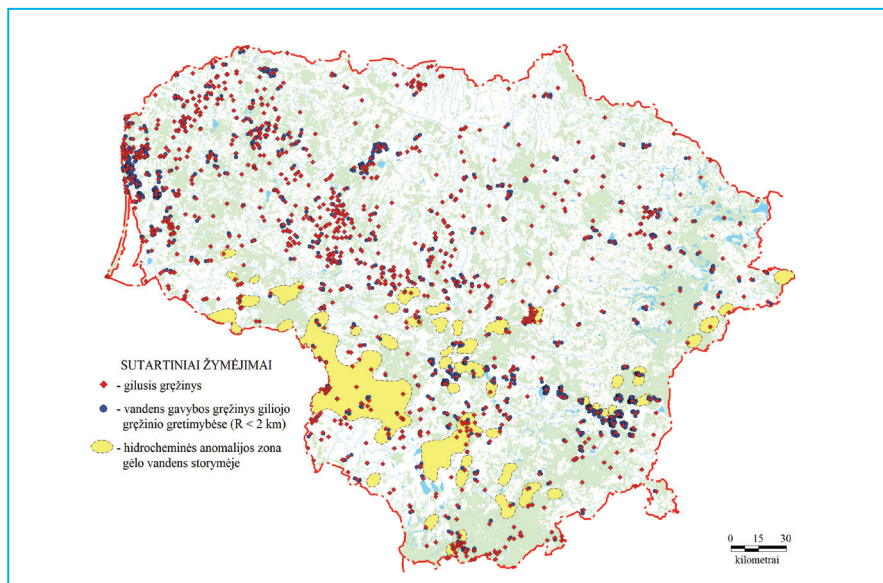 SUTARTINIAI ŽYMĖJIMAI
- gilusis gręžinys
- vandens gavybos gręžinys giliojo
gręžinio gretimybėse (R < 2 km)
- hidrocheminės anomalijos zona
gėlo vandens storymėje
0 15 30
kilometrai